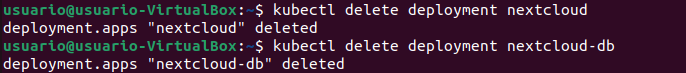 usuario@usuario-VirtualBox:~$ kubectl delete deployment nextcloud
deployment.apps "nextcloud" deleted
usuario@usuario-VirtualBox:~$ kubectl delete deployment nextcloud-db
deployment.apps "nextcloud-db" deleted